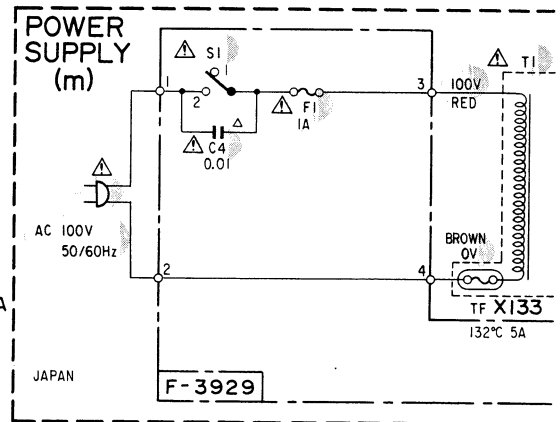 POWER
SUPPLY
(m)
S1
1
1
2
F1
1A
C4
0.01
3
100V
RED
T1
AC 100V
50/60Hz
BROWN
0V
2
4
A
TF X133
132°C 5A
JAPAN
F-3929